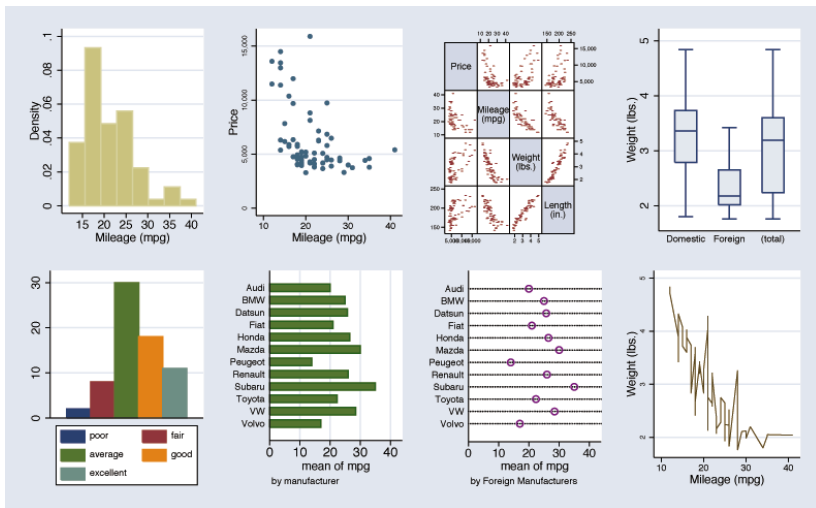 Density
.1
.08
.06
.04
.02
0
15 20 25 30 35 40
Mileage (mpg)
Price
15,000
10,000
5,000
0
0 10 20 30 40
Mileage (mpg)
10 20 30 40
150 200 250
Price
15,000
10,000
5,000
40
30
20
10
Mileage
(mpg)
Weight
(lbs.)
5
4
3
2
250
200
150
Length
(in.)
2 3 4 5
Weight (lbs.)
5
4
3
2
Domestic Foreign (total)
30
20
10
0
poor fair
average good
excellent
Audi
BMW
Datsun
Fiat
Honda
Mazda
Peugeot
Renault
Subaru
Toyota
VW
Volvo
0 10 20 30 40
mean of mpg
by manufacturer
Audi
BMW
Datsun
Fiat
Honda
Mazda
Peugeot
Renault
Subaru
Toyota
VW
Volvo
0 10 20 30 40
mean of mpg
by Foreign Manufacturers
Weight (lbs.)
5
4
3
2
10 20 30 40
Mileage (mpg)